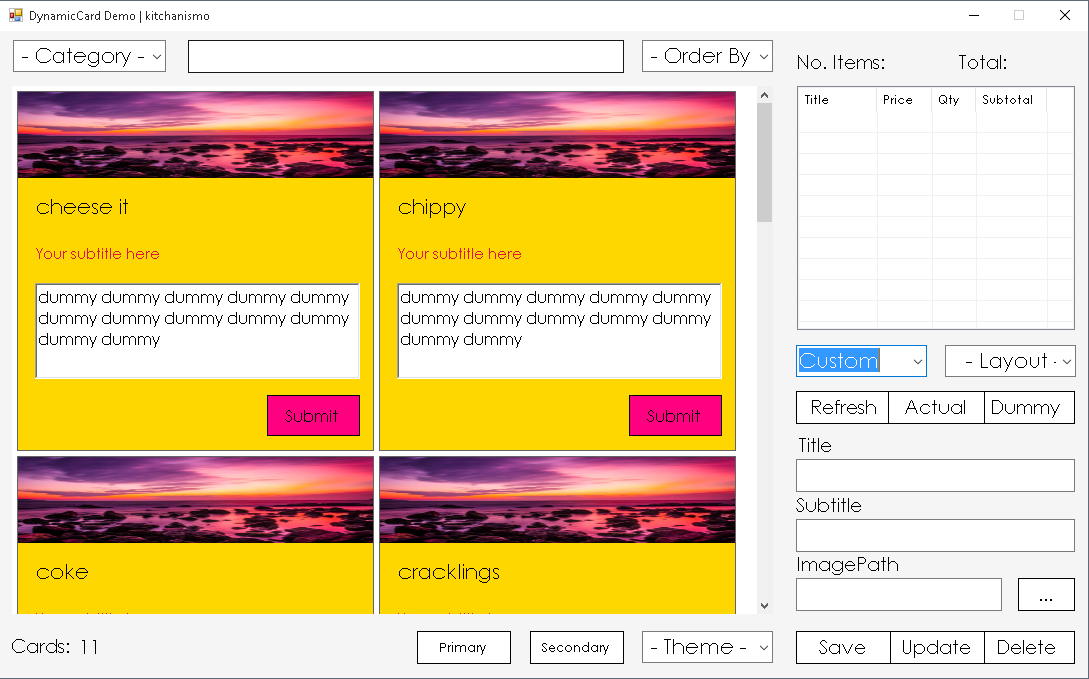 DynamicCard Demo | kitchanismo
- Category -
- Order By
No. Items:
Total:
Title Price Qty Subtotal
cheese it
Your subtitle here
dummy dummy dummy dummy dummy
dummy dummy dummy dummy dummy
dummy dummy
Submit
chippy
Your subtitle here
dummy dummy dummy dummy dummy
dummy dummy dummy dummy dummy
dummy dummy
Submit
coke
cracklings
Custom
- Layout -
Refresh Actual Dummy
Title
Subtitle
ImagePath
...
Cards: 11
Primary
Secondary
- Theme -
Save Update Delete